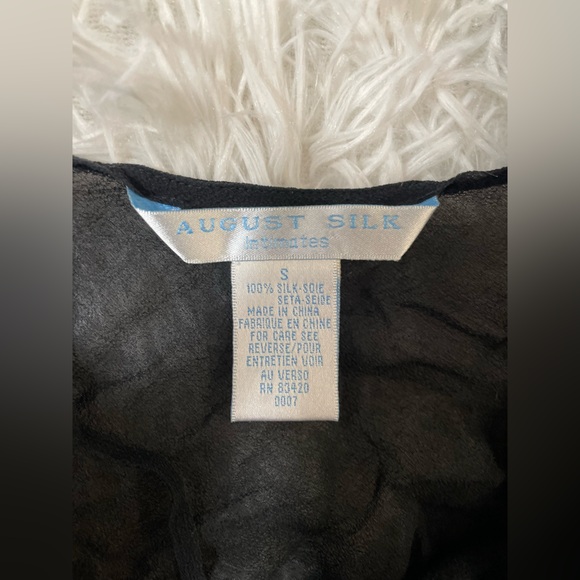 AUGUST SILK
intimates
S
100% SILK-SOIE
SETA-SEIDE
MADE IN CHINA
FABRIQUE EN CHINE
FOR CARE SEE
REVERSE/POUR
ENTRETIEN VOIR
AU VERSO
RN 83420
0007